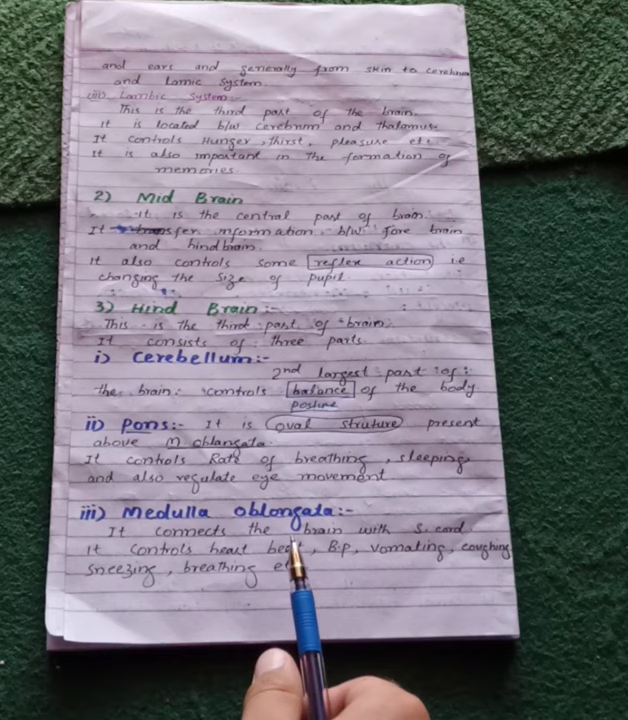 and ears and generally from skin to cerebrum
and Lamic System.
(iii) Lambic System:-
This is the third part of the brain.
it is located b/w cerebrum and thalamus.
It controls Hunger, thirst, pleasure etc.
It is also important in the formation of
memories
2) Mid Brain
it is the central part of brain.
It transfer information b/w fore brain
and hindbrain.
it also controls some reflex action i.e
changing the size of pupil.
3) Hind Brain:-
This is the third part of brain.
It consists of three parts
i) Cerebellum:-
2nd largest part of
the brain. controls balance of the body.
posture
ii) Pons:- It is oval struture present
above M oblangata.
It controls Rate of breathing, sleeping,
and also regulate eye movement
iii) Medulla oblongata:-
It connects the brain with S. cord
it controls heart beat, B.p, vomating, coughing
sneezing, breathing